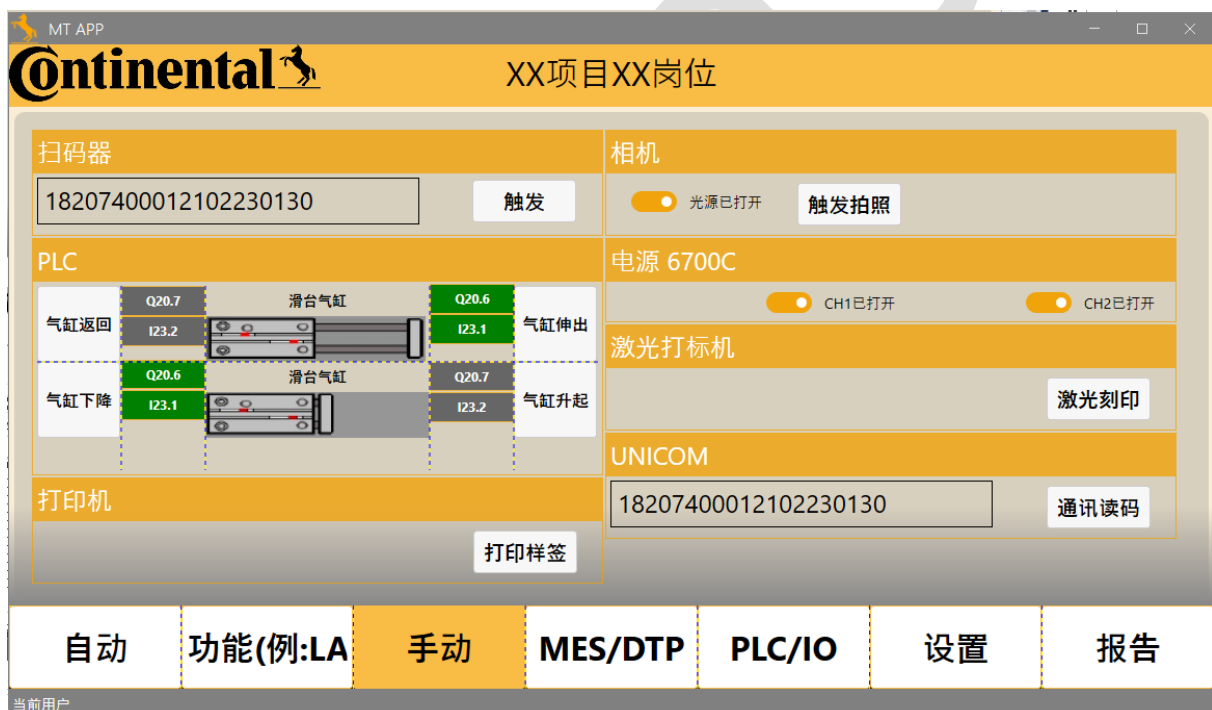 MT APP
Continental
XX项目XX岗位
扫码器
18207400012102230130
触发
PLC
气缸返回
Q20.7
I23.2
滑台气缸
Q20.6
I23.1
气缸伸出
气缸下降
Q20.6
I23.1
滑台气缸
Q20.7
I23.2
气缸升起
打印机
打印样签
相机
光源已打开
触发拍照
电源 6700C
CH1已打开
CH2已打开
激光打标机
激光刻印
UNICOM
18207400012102230130
通讯读码
自动
功能(例:LA
手动
MES/DTP
PLC/IO
设置
报告
当前用户